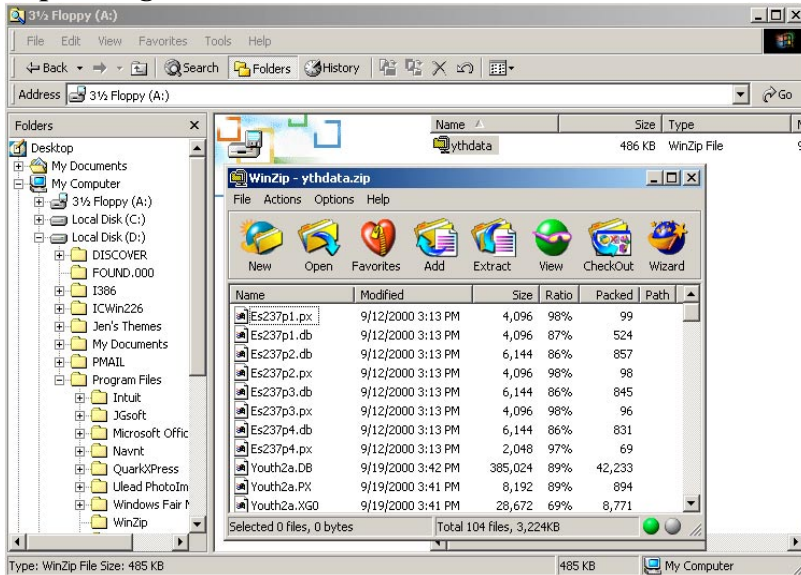 3½ Floppy (A:)
File Edit View Favorites Tools Help
Back Search Folders History
Address 3½ Floppy (A:) Go
Folders x Name Size Type
Desktop ythdata 486 KB WinZip File
My Documents
My Computer
3½ Floppy (A:)
Local Disk (C:)
Local Disk (D:)
DISCOVER
FOUND.000
I386
ICWin226
Jen's Themes
My Documents
PMAIL
Program Files
Intuit
JGsoft
Microsoft Offic
Navnt
QuarkXPress
Ulead PhotoIm
Windows Fair
WinZip
WinZip - ythdata.zip
File Actions Options Help
New Open Favorites Add Extract View CheckOut Wizard
Name Modified Size Ratio Packed Path
Es237p1.px 9/12/2000 3:13 PM 4,096 98% 99
Es237p1.db 9/12/2000 3:13 PM 4,096 87% 524
Es237p2.db 9/12/2000 3:13 PM 6,144 86% 857
Es237p2.px 9/12/2000 3:13 PM 4,096 98% 98
Es237p3.db 9/12/2000 3:13 PM 6,144 86% 845
Es237p3.px 9/12/2000 3:13 PM 4,096 98% 96
Es237p4.db 9/12/2000 3:13 PM 6,144 86% 831
Es237p4.px 9/12/2000 3:13 PM 2,048 97% 69
Youth2a.DB 9/19/2000 3:42 PM 385,024 89% 42,233
Youth2a.PX 9/19/2000 3:41 PM 8,192 89% 894
Youth2a.XG0 9/19/2000 3:41 PM 28,672 69% 8,771
Selected 0 files, 0 bytes Total 104 files, 3,224KB
Type: WinZip File Size: 485 KB 485 KB My Computer